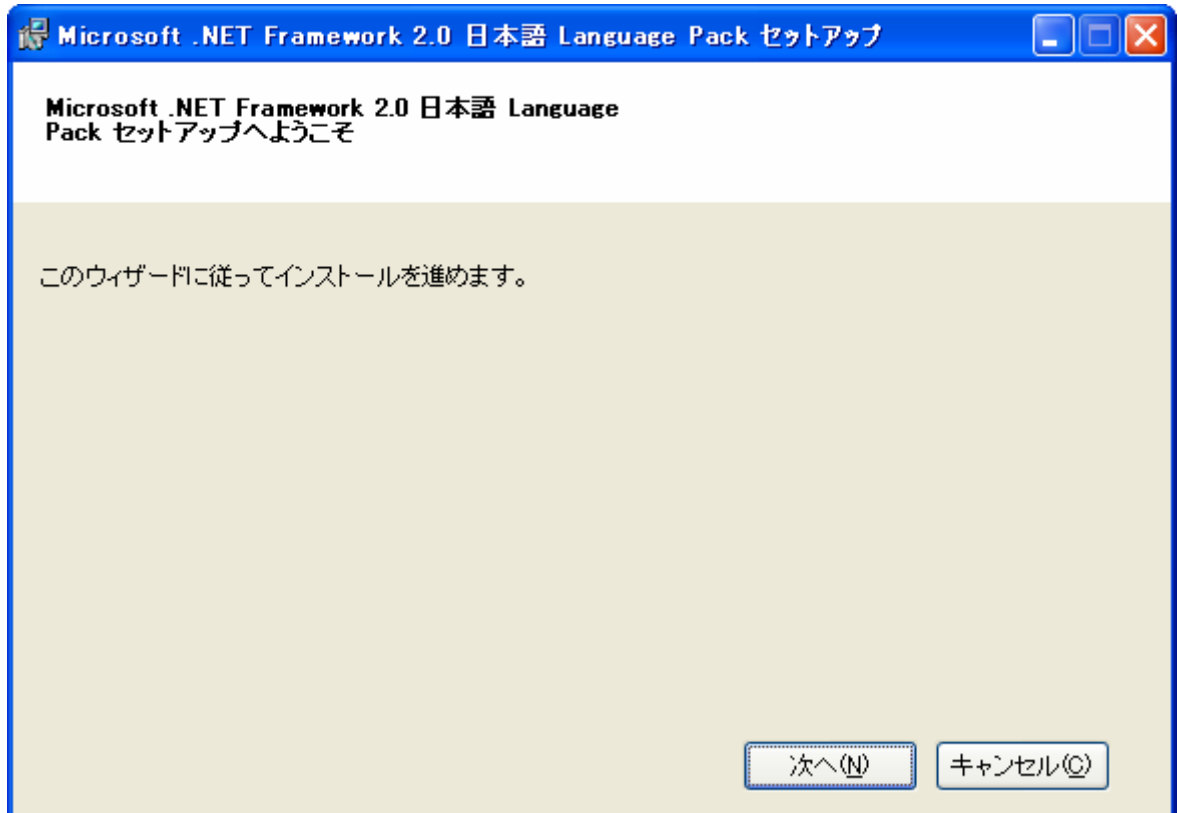 Microsoft .NET Framework 2.0 日本語 Language Pack セットアップ
Microsoft .NET Framework 2.0 日本語 Language
Pack セットアップへようこそ
このウィザードに従ってインストールを進めます。
次へ(N)
キャンセル(C)